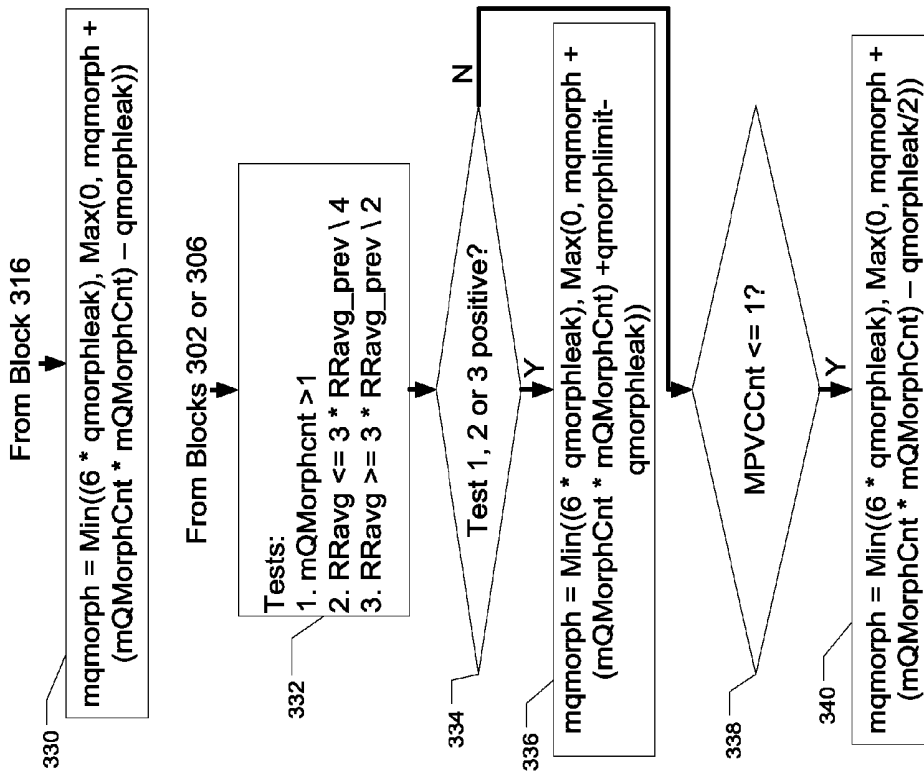 From Block 316
330
mqmorph = Min((6 * qmorphleak), Max(0, mqmorph +
(mQMorphCnt * mQMorphCnt) – qmorphleak))
From Blocks 302 or 306
332
Tests:
1. mQMorphcnt >1
2. RRavg <= 3 * RRavg_prev \ 4
3. RRavg >= 3 * RRavg_prev \ 2
334
Test 1, 2 or 3 positive?
N
Y
336
mqmorph = Min((6 * qmorphleak), Max(0, mqmorph +
(mQMorphCnt * mQMorphCnt) +qmorphlimit-
qmorphleak))
338
MPVCCnt <= 1?
Y
340
mqmorph = Min((6 * qmorphleak), Max(0, mqmorph +
(mQMorphCnt * mQMorphCnt) – qmorphleak/2))